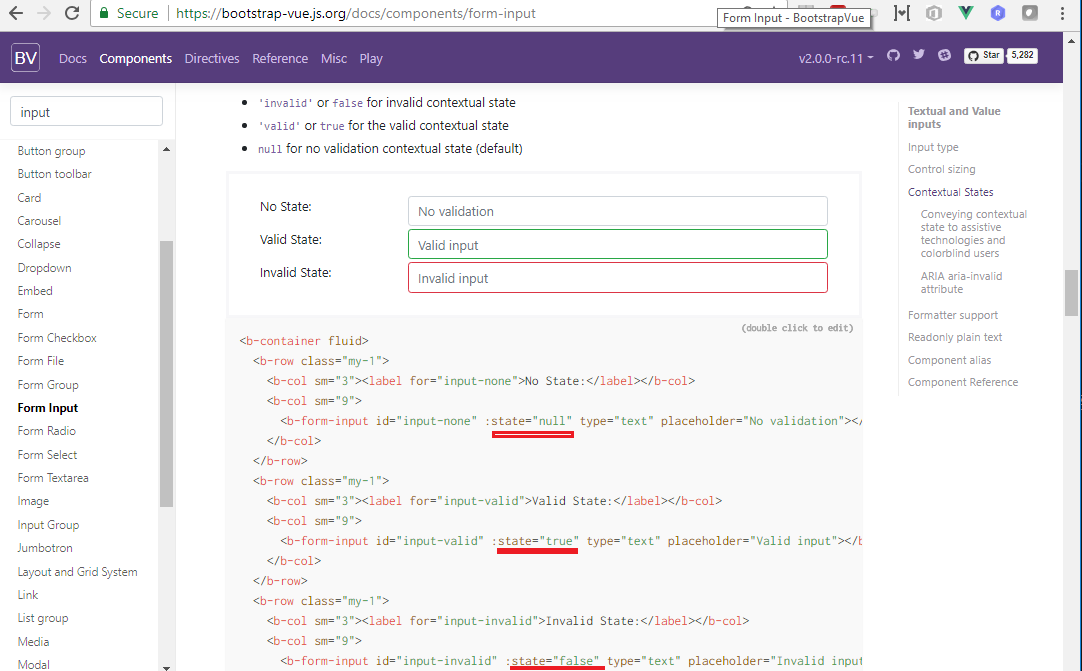 Secure
https://bootstrap-vue.js.org/docs/components/form-input
Form Input - BootstrapVue
BV
Docs
Components
Directives
Reference
Misc
Play
v2.0.0-rc.11
Star
5,282
input
Button group
Button toolbar
Card
Carousel
Collapse
Dropdown
Embed
Form
Form Checkbox
Form File
Form Group
Form Input
Form Radio
Form Select
Form Textarea
Image
Input Group
Jumbotron
Layout and Grid System
Link
List group
Media
Modal
'invalid' or false for invalid contextual state
'valid' or true for the valid contextual state
null for no validation contextual state (default)
No State:
No validation
Valid State:
Valid input
Invalid State:
Invalid input
(double click to edit)
<b-container fluid>
<b-row class="my-1">
<b-col sm="3"><label for="input-none">No State:</label></b-col>
<b-col sm="9">
<b-form-input id="input-none" :state="null" type="text" placeholder="No validation"></
</b-col>
</b-row>
<b-row class="my-1">
<b-col sm="3"><label for="input-valid">Valid State:</label></b-col>
<b-col sm="9">
<b-form-input id="input-valid" :state="true" type="text" placeholder="Valid input"></b
</b-col>
</b-row>
<b-row class="my-1">
<b-col sm="3"><label for="input-invalid">Invalid State:</label></b-col>
<b-col sm="9">
<b-form-input id="input-invalid" :state="false" type="text" placeholder="Invalid input
Textual and Value
inputs
Input type
Control sizing
Contextual States
Conveying contextual
state to assistive
technologies and
colorblind users
ARIA aria-invalid
attribute
Formatter support
Readonly plain text
Component alias
Component Reference